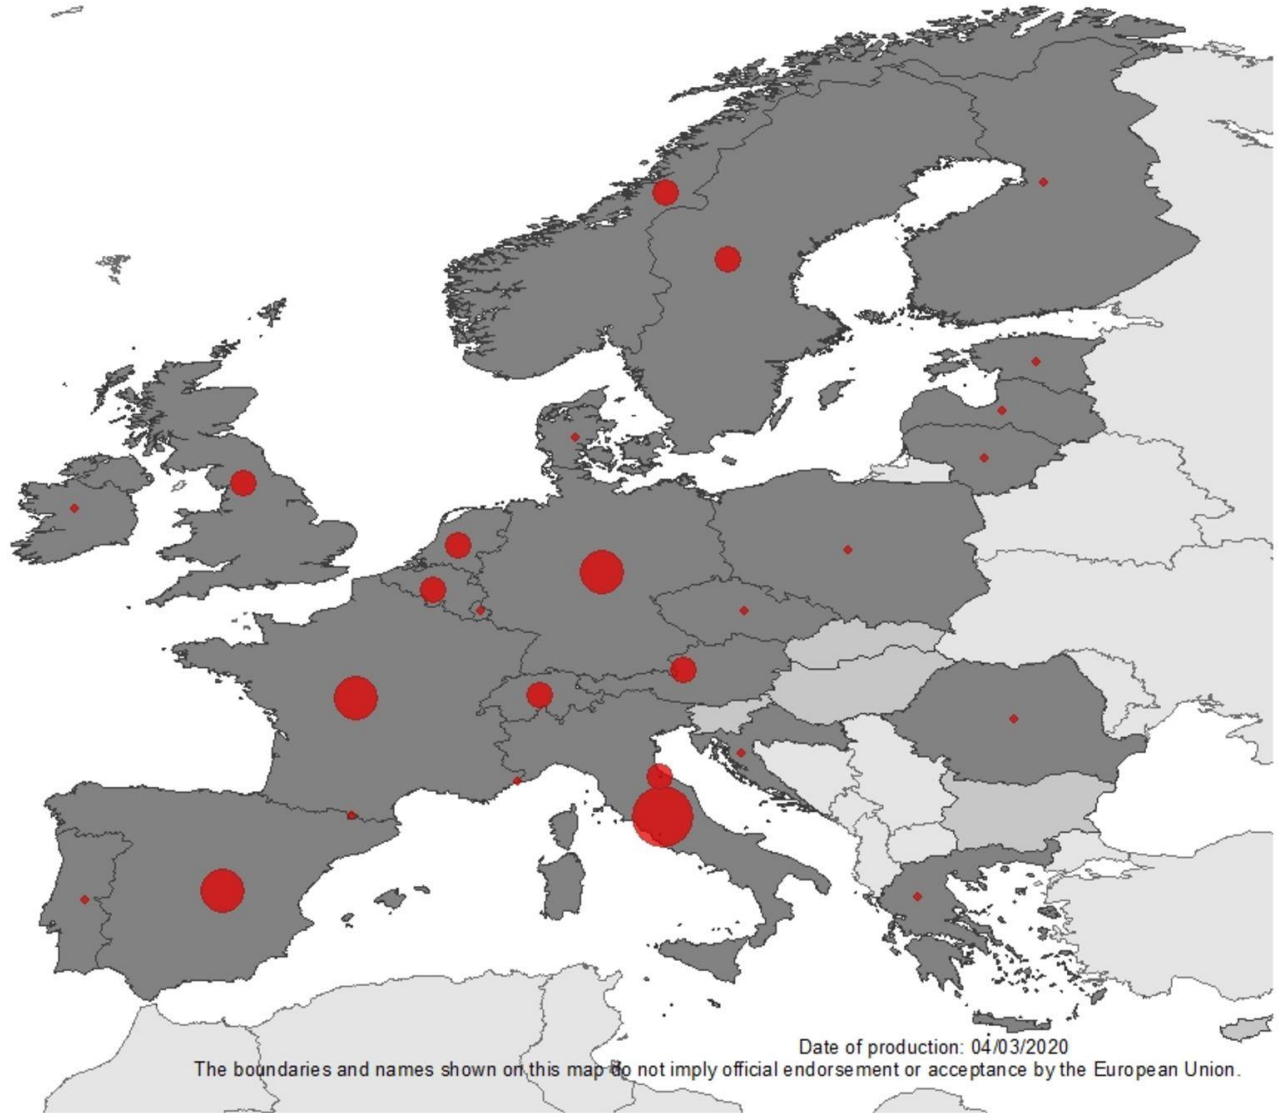 Date of production: 04/03/2020
The boundaries and names shown on this map do not imply official endorsement or acceptance by the European Union.